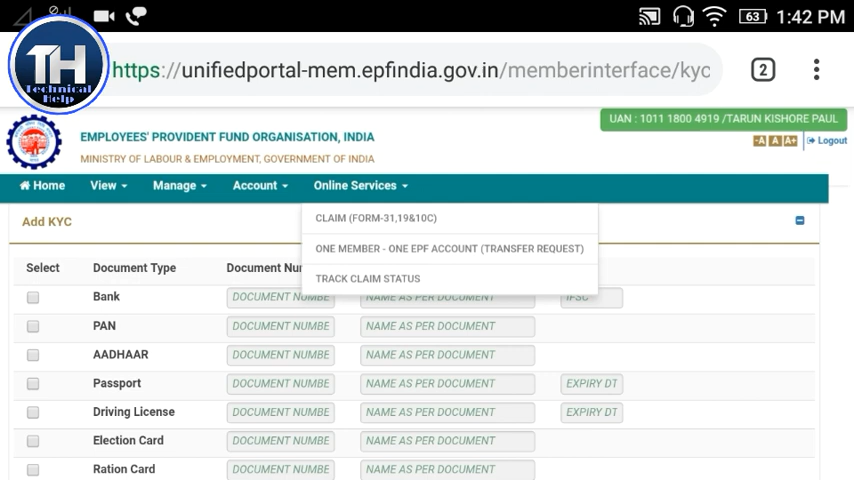 63 1:42 PM
TH
Technical
Help
https://unifiedportal-mem.epfindia.gov.in/memberinterface/kyc
2
EMPLOYEES' PROVIDENT FUND ORGANISATION, INDIA
MINISTRY OF LABOUR & EMPLOYMENT, GOVERNMENT OF INDIA
UAN : 1011 1800 4919 /TARUN KISHORE PAUL
-A A A+ Logout
Home View Manage Account Online Services
CLAIM (FORM-31,19&10C)
ONE MEMBER - ONE EPF ACCOUNT (TRANSFER REQUEST)
TRACK CLAIM STATUS
Add KYC
Select Document Type Document Nu
Bank DOCUMENT NUMBE NAME AS PER DOCUMENT IFSC
PAN DOCUMENT NUMBE NAME AS PER DOCUMENT
AADHAAR DOCUMENT NUMBE NAME AS PER DOCUMENT
Passport DOCUMENT NUMBE NAME AS PER DOCUMENT EXPIRY DT
Driving License DOCUMENT NUMBE NAME AS PER DOCUMENT EXPIRY DT
Election Card DOCUMENT NUMBE NAME AS PER DOCUMENT
Ration Card DOCUMENT NUMBE NAME AS PER DOCUMENT